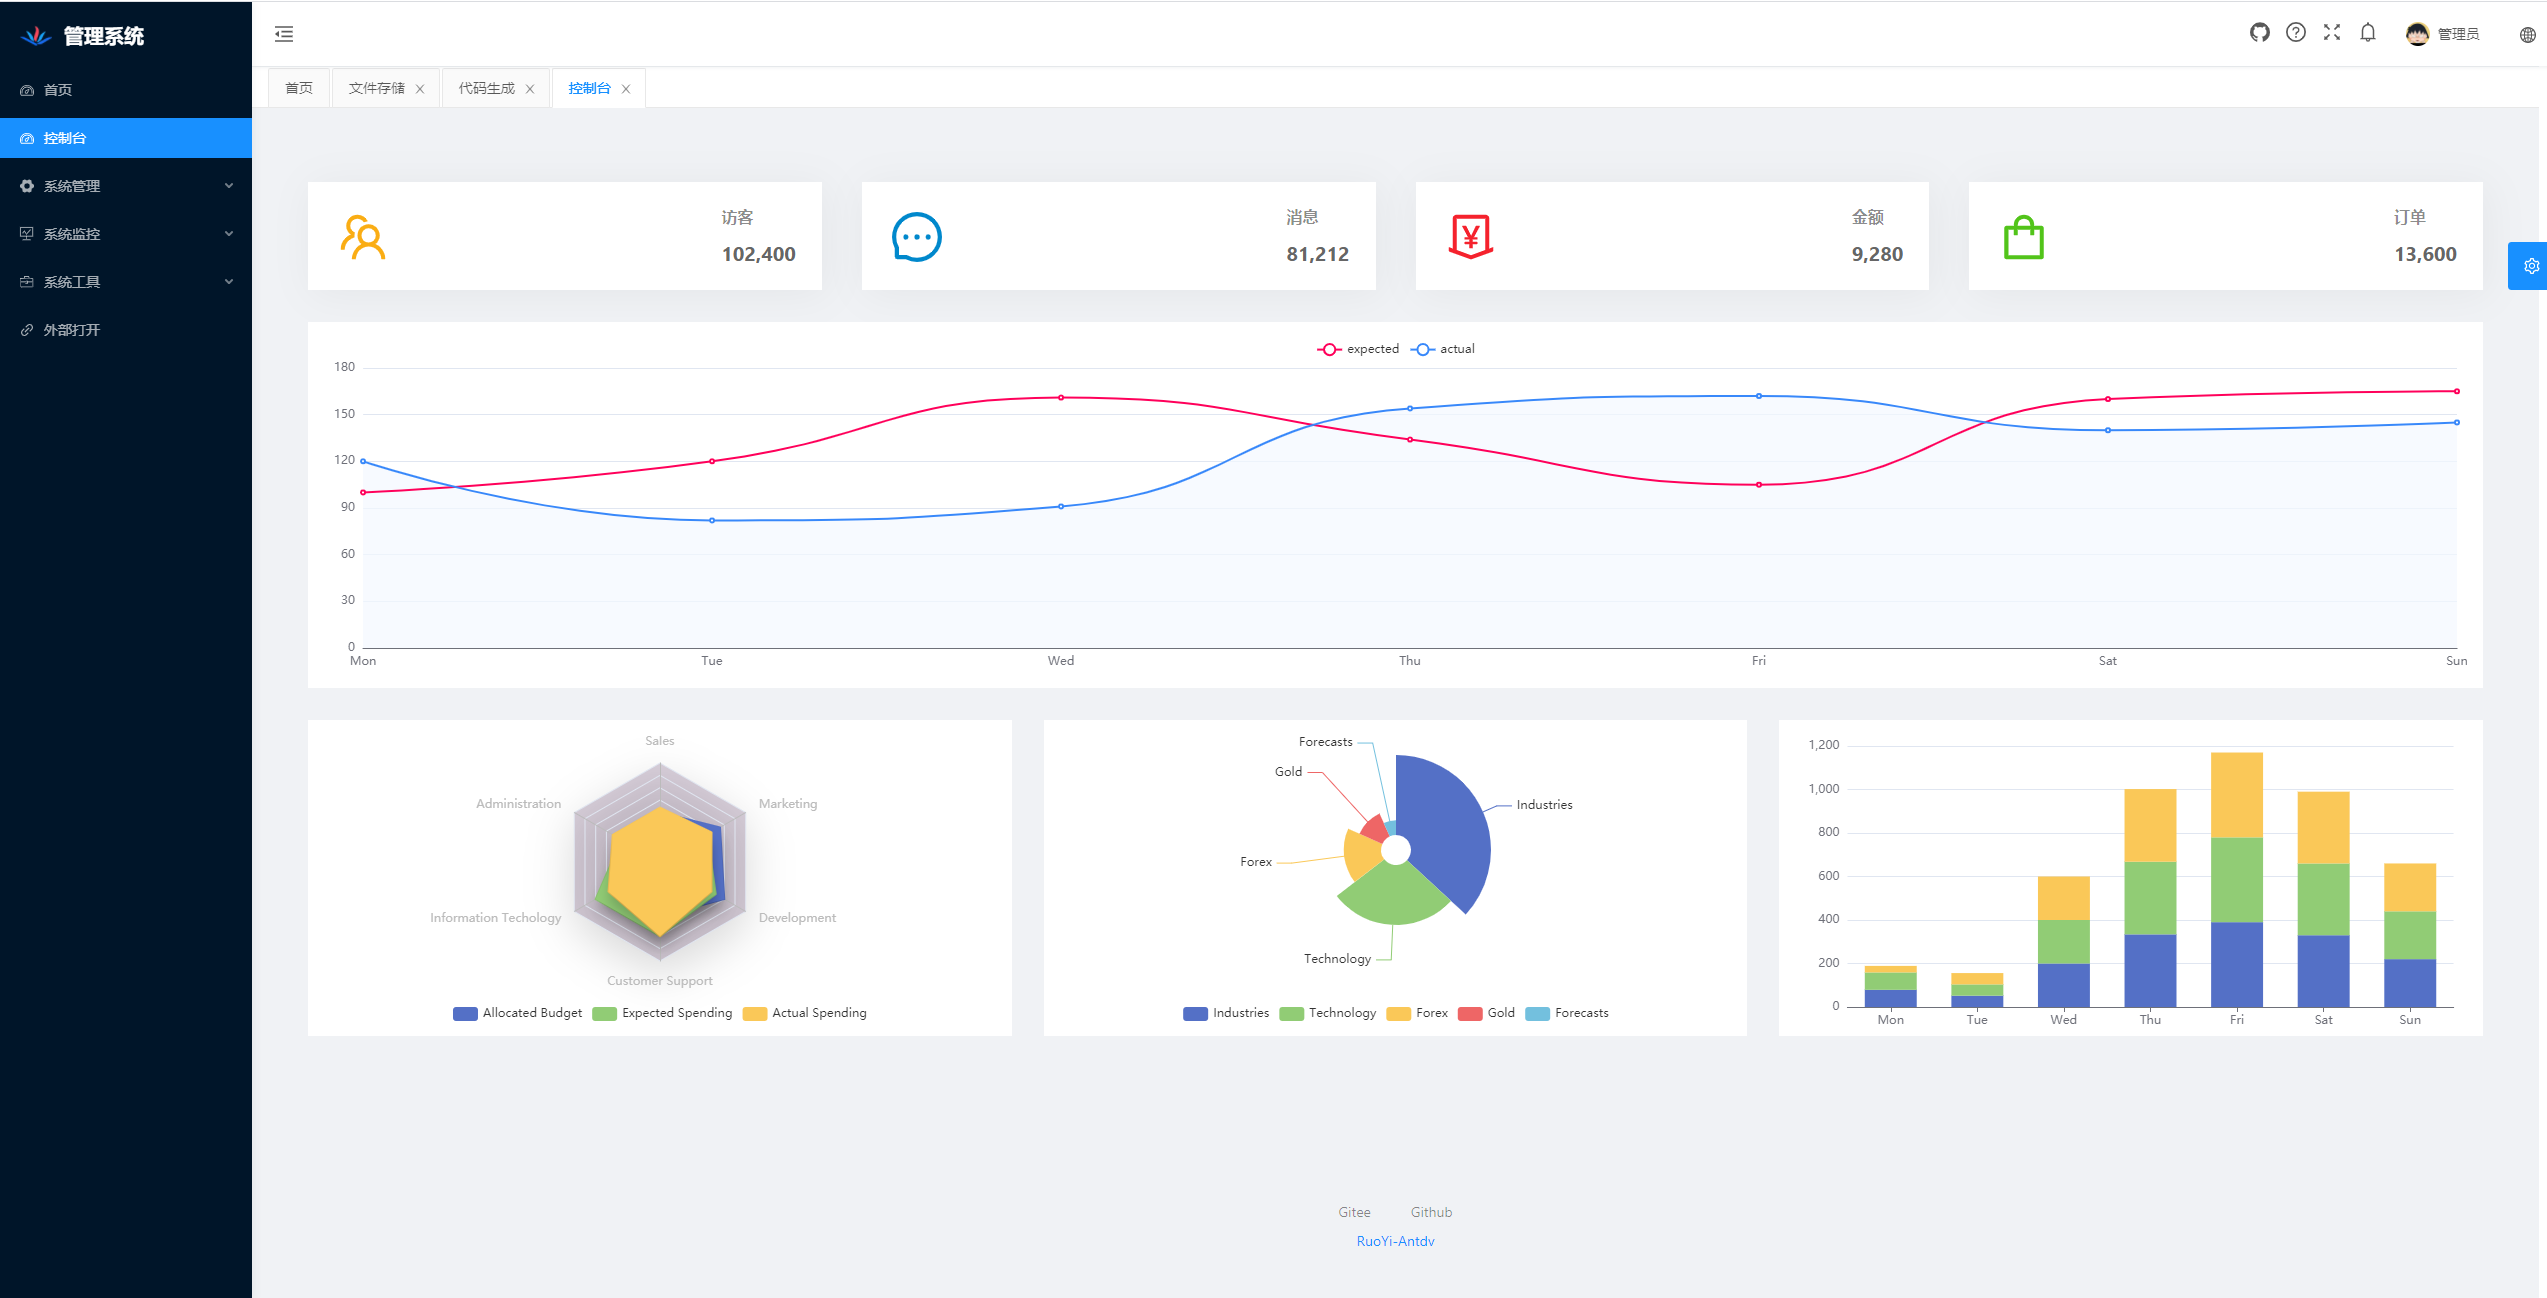 管理系统
首页
控制台
系统管理
系统监控
系统工具
外部打开
管理员
首页 文件存储 代码生成 控制台
访客
102,400
消息
81,212
金额
9,280
订单
13,600
expected actual
180
150
120
90
60
30
0
Mon Tue Wed Thu Fri Sat Sun
Sales
Administration
Marketing
Information Techology
Development
Customer Support
Allocated Budget Expected Spending Actual Spending
Forecasts
Gold
Industries
Forex
Technology
Industries Technology Forex Gold Forecasts
1,200
1,000
800
600
400
200
0
Mon Tue Wed Thu Fri Sat Sun
Gitee Github
RuoYi-Antdv